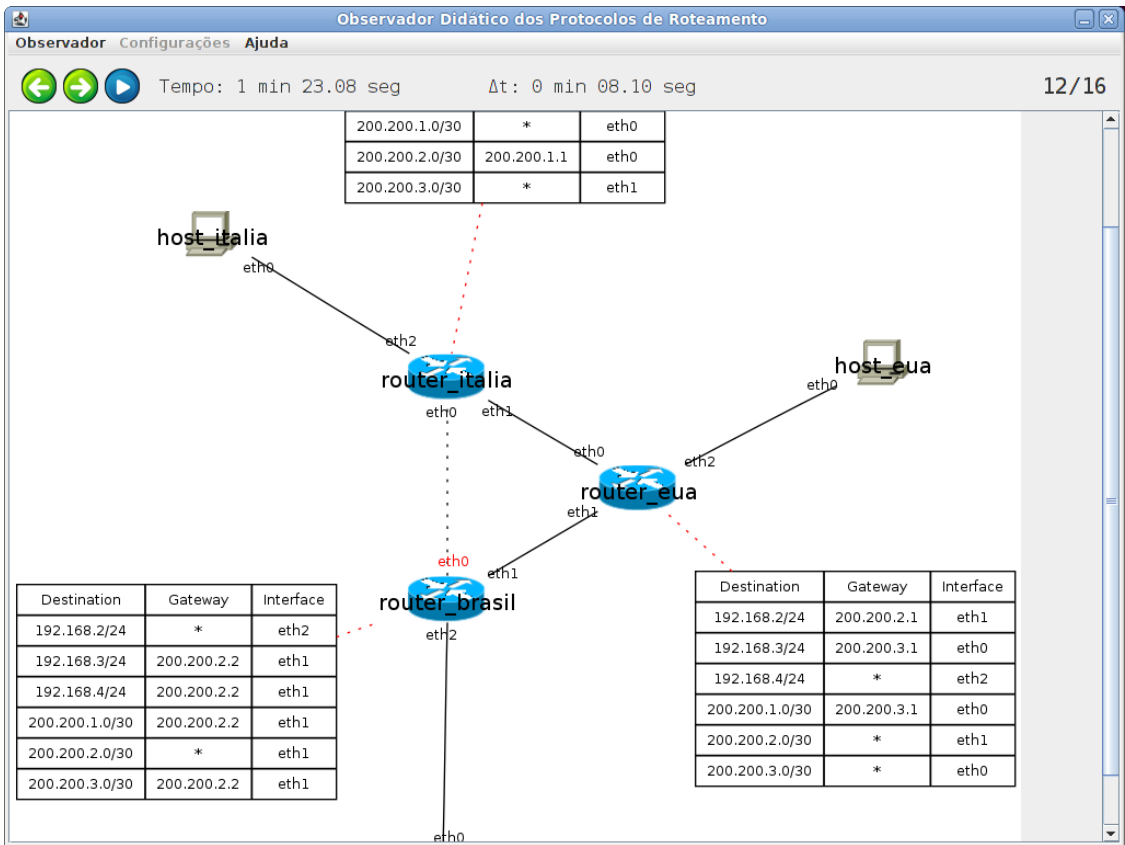 Observador Didático dos Protocolos de Roteamento
Observador Configurações Ajuda
Tempo: 1 min 23.08 seg Δt: 0 min 08.10 seg 12/16
200.200.1.0/30 * eth0
200.200.2.0/30 200.200.1.1 eth0
200.200.3.0/30 * eth1
host_italia
eth0
eth2
router_italia
eth0 eth1
host_eua
eth0
eth0
eth2
router_eua
eth1
eth0
eth1
router_brasil
eth2
Destination Gateway Interface
192.168.2/24 * eth2
192.168.3/24 200.200.2.2 eth1
192.168.4/24 200.200.2.2 eth1
200.200.1.0/30 200.200.2.2 eth1
200.200.2.0/30 * eth1
200.200.3.0/30 200.200.2.2 eth1
Destination Gateway Interface
192.168.2/24 200.200.2.1 eth1
192.168.3/24 200.200.3.1 eth0
192.168.4/24 * eth2
200.200.1.0/30 200.200.3.1 eth0
200.200.2.0/30 * eth1
200.200.3.0/30 * eth0
eth0